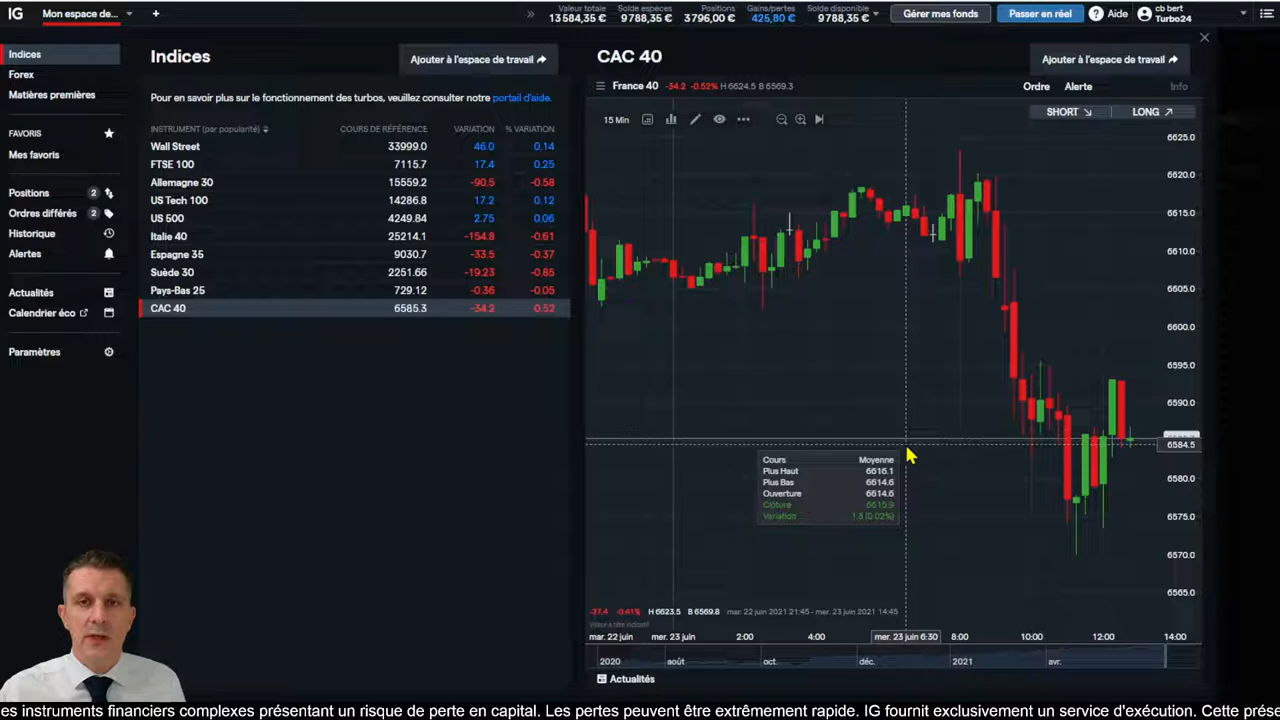 IG
Mon espace de...
+
Valeur totale
13 584,35 €
Solde espèces
9788,35 €
Positions
3 796,00 €
Gains/pertes
425,80 €
Solde disponible
9788,35 €
Gérer mes fonds
Passer en réel
Aide
cb bert
Turbo24
Indices
Forex
Matières premières
FAVORIS
Mes favoris
Positions 2
Ordres différés 2
Historique
Alertes
Actualités
Calendrier éco
Paramètres
Indices
Ajouter à l'espace de travail
Pour en savoir plus sur le fonctionnement des turbos, veuillez consulter notre portail d'aide.
INSTRUMENT (par popularité) COURS DE RÉFÉRENCE VARIATION % VARIATION
Wall Street 33999.0 46.0 0.14
FTSE 100 7115.7 17.4 0.25
Allemagne 30 15559.2 -90.5 -0.58
US Tech 100 14286.8 17.2 0.12
US 500 4249.84 2.75 0.06
Italie 40 25214.1 -154.8 -0.61
Espagne 35 9030.7 -33.5 -0.37
Suède 30 2251.66 -19.23 -0.85
Pays-Bas 25 729.12 -0.36 -0.05
CAC 40 6585.3 -34.2 0.52
CAC 40
Ajouter à l'espace de travail
France 40 -34.2 -0.52% H 6624.5 B 6569.3
Ordre Alerte Info
15 Min
SHORT LONG
6625.0
6620.0
6615.0
6610.0
6605.0
6600.0
6595.0
6590.0
6584.5
6580.0
6575.0
6570.0
6565.0
Cours Moyenne
Plus Haut 6616.1
Plus Bas 6614.6
Ouverture 6614.6
Clôture 6615.9
Variation 1.3 (0.02%)
-27.4 -0.41% H 6623.5 B 6569.8 mar. 22 juin 2021 21:45 - mer. 23 juin 2021 14:45
Valeur à titre indicatif
mar. 22 juin mer. 23 juin 2:00 4:00 mer. 23 juin 6:30 8:00 10:00 12:00 14:00
2020 août oct. déc. 2021 avr.
Actualités
es instruments financiers complexes présentant un risque de perte en capital. Les pertes peuvent être extrêmement rapide. IG fournit exclusivement un service d'exécution. Cette prése